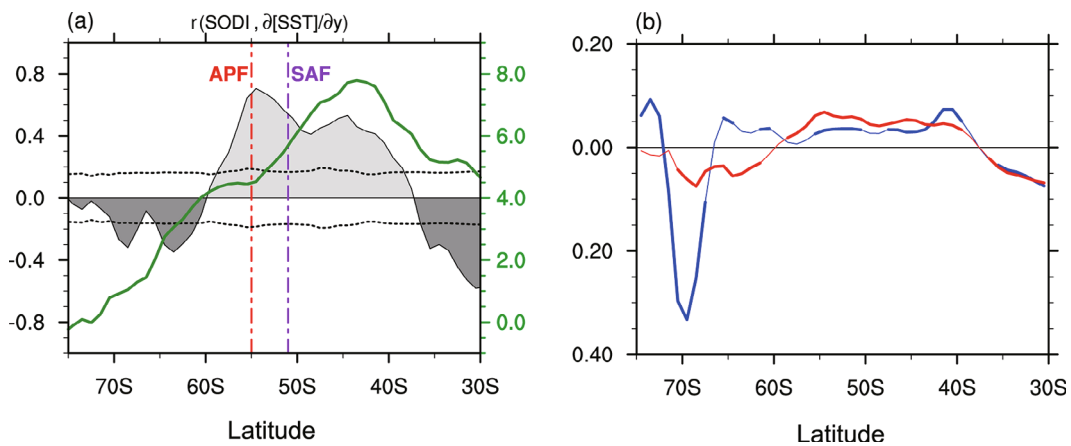 (a)
r(SODI, ∂[SST]/∂y)
(b)
0.8
0.4
0.0
-0.4
-0.8
APF
SAF
8.0
6.0
4.0
2.0
0.0
70S 60S 50S 40S 30S
Latitude
0.20
0.00
0.20
0.40
70S 60S 50S 40S 30S
Latitude